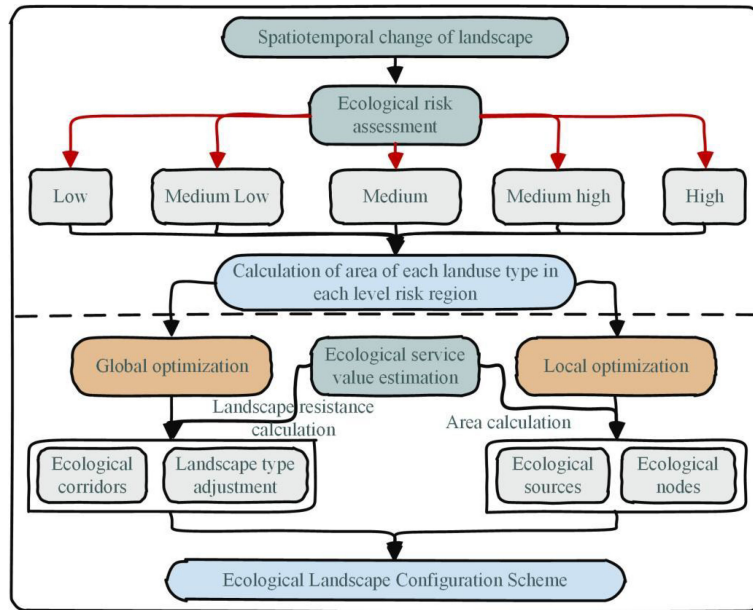 Spatiotemporal change of landscape
Ecological risk
assessment
Low
Medium Low
Medium
Medium high
High
Calculation of area of each landuse type in
each level risk region
Global optimization
Ecological service
value estimation
Local optimization
Landscape resistance
calculation
Area calculation
Ecological
corridors
Landscape type
adjustment
Ecological
sources
Ecological
nodes
Ecological Landscape Configuration Scheme